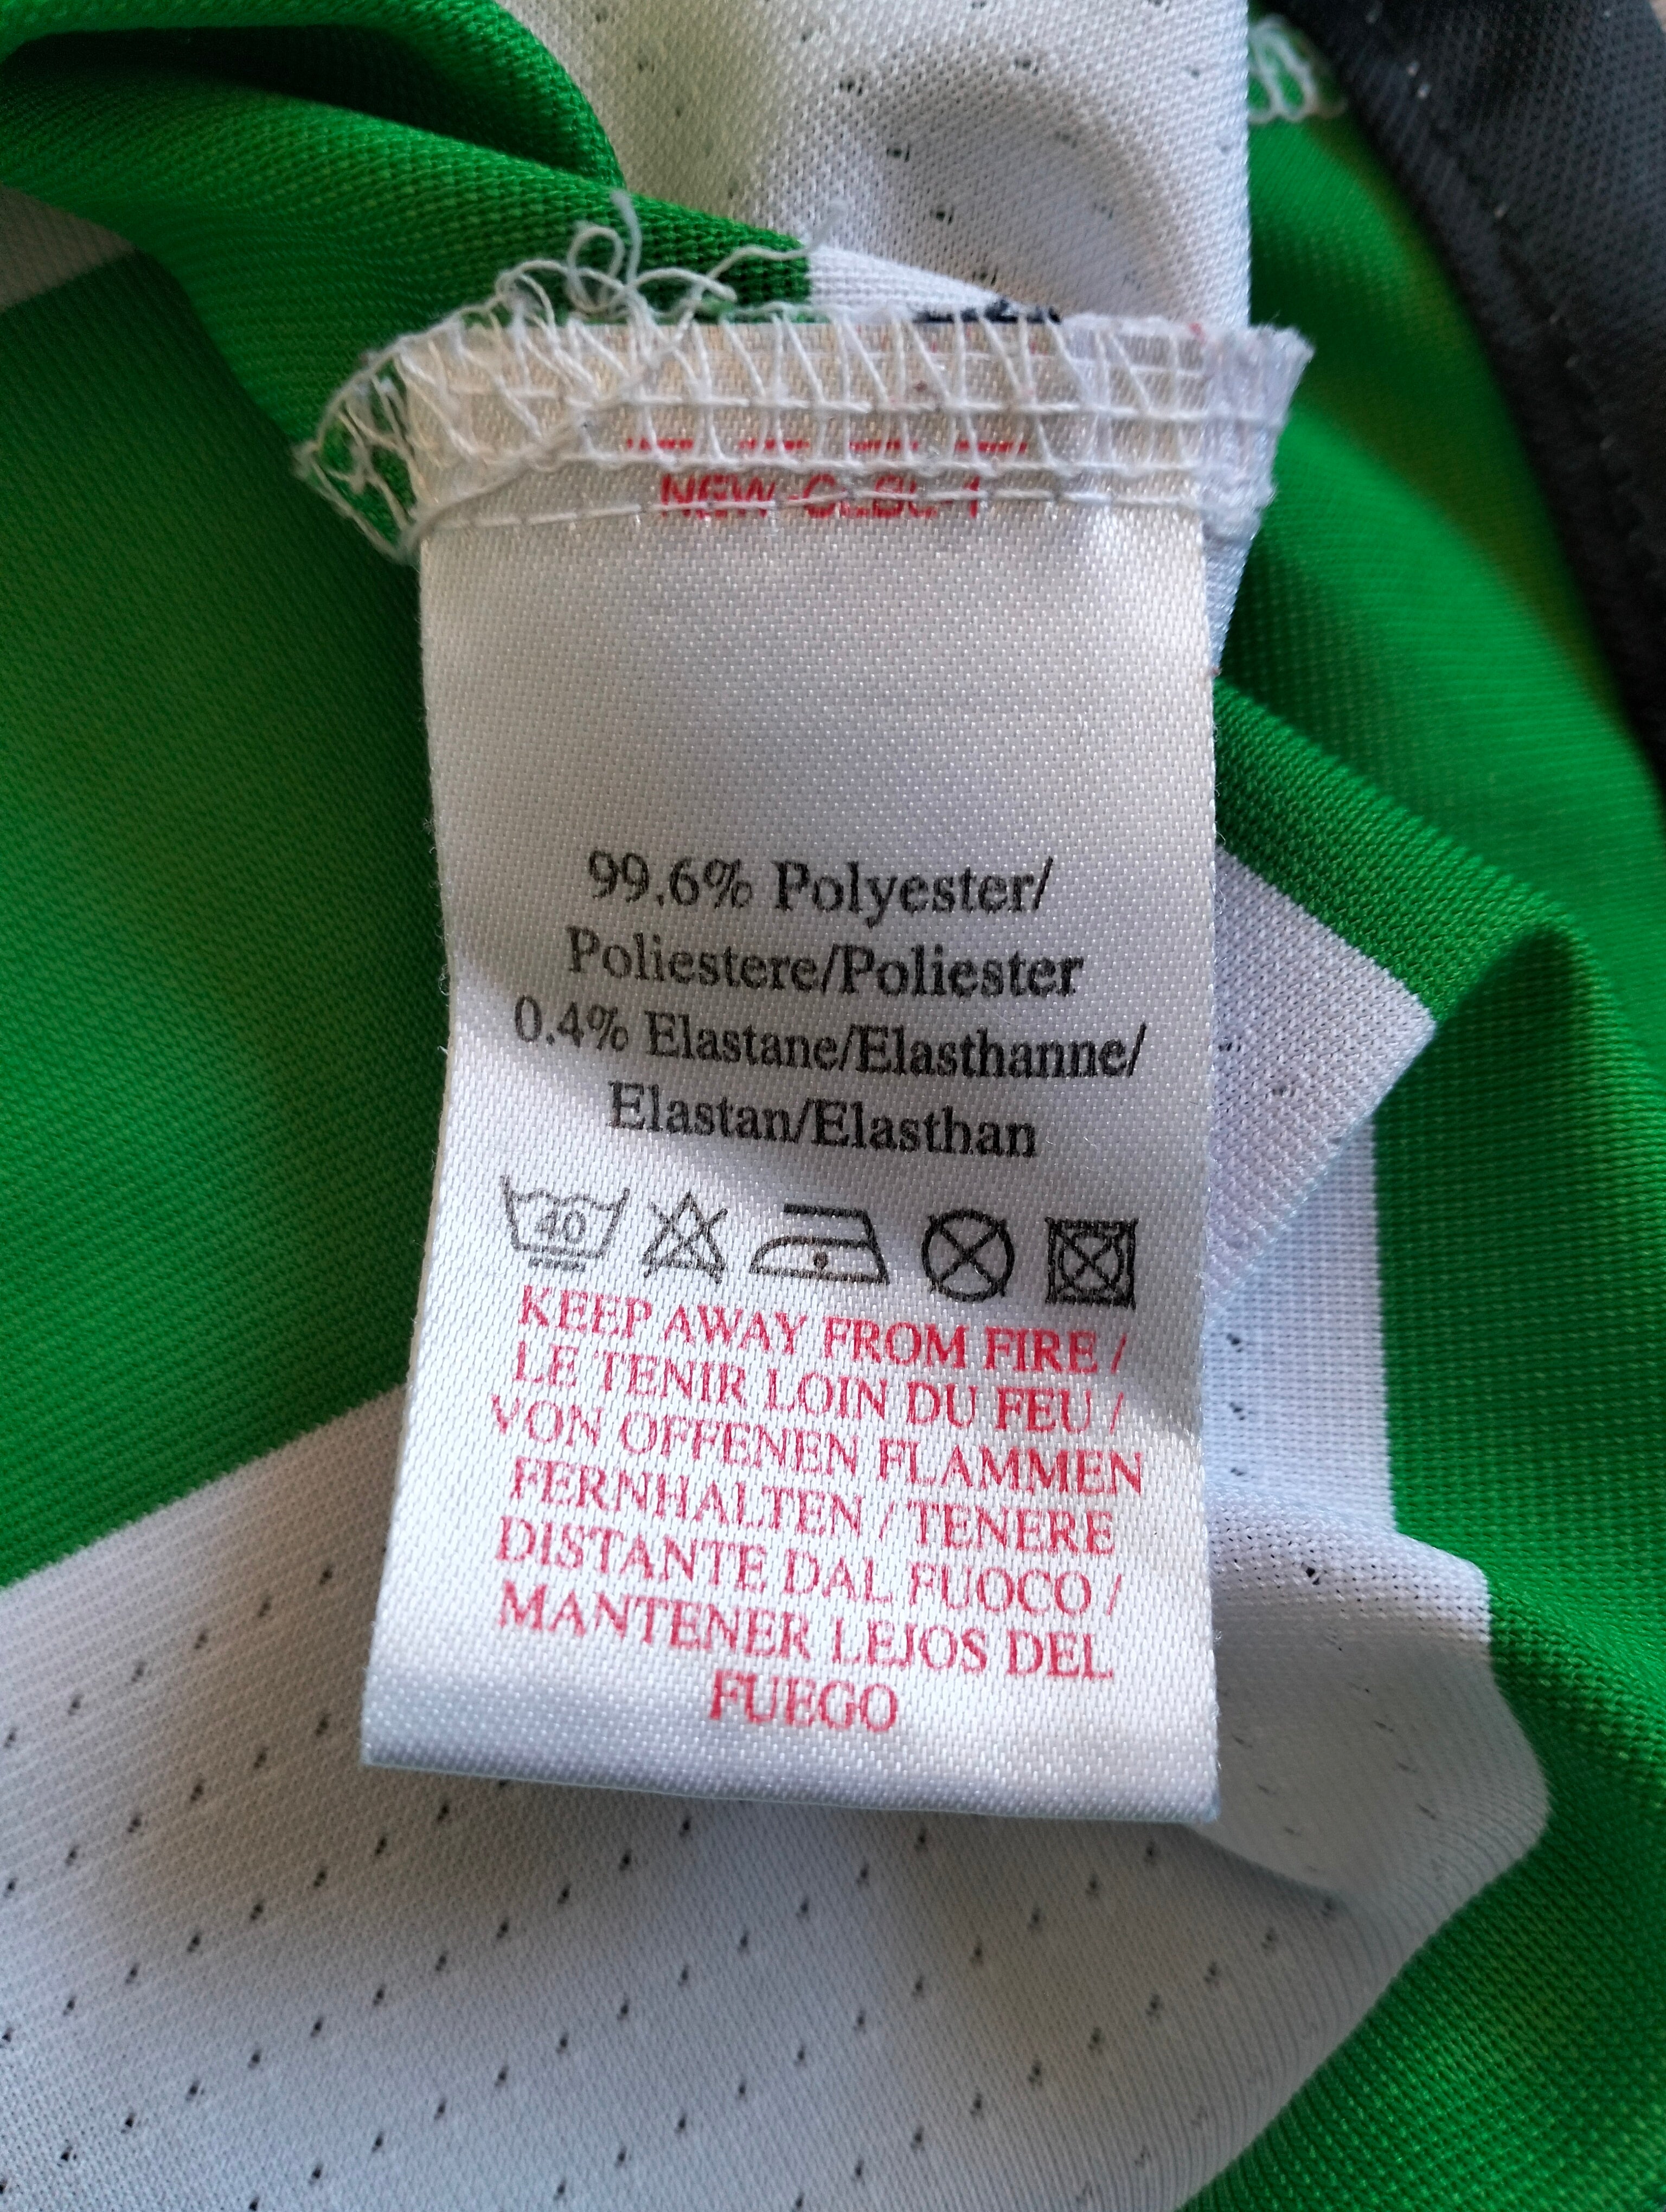 99.6% Polyester/
Poliestere/Poliester
0.4% Elastane/Elasthanne/
Elastan/Elasthan
40
KEEP AWAY FROM FIRE /
LE TENIR LOIN DU FEU /
VON OFFENEN FLAMMEN
FERNHALTEN / TENERE
DISTANTE DAL FUOCO /
MANTENER LEJOS DEL
FUEGO